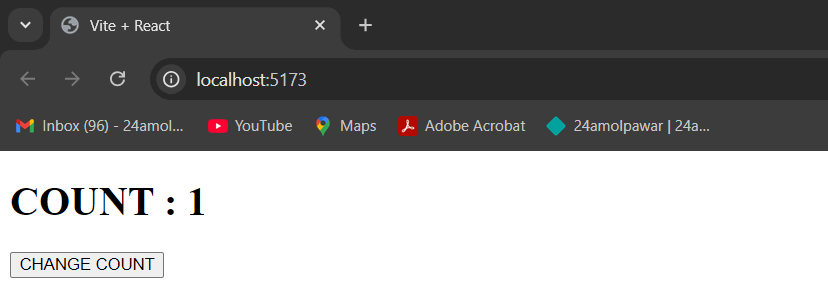 Vite + React
localhost:5173
Inbox (96) - 24amol... YouTube Maps Adobe Acrobat 24amolpawar | 24a...
COUNT : 1
CHANGE COUNT